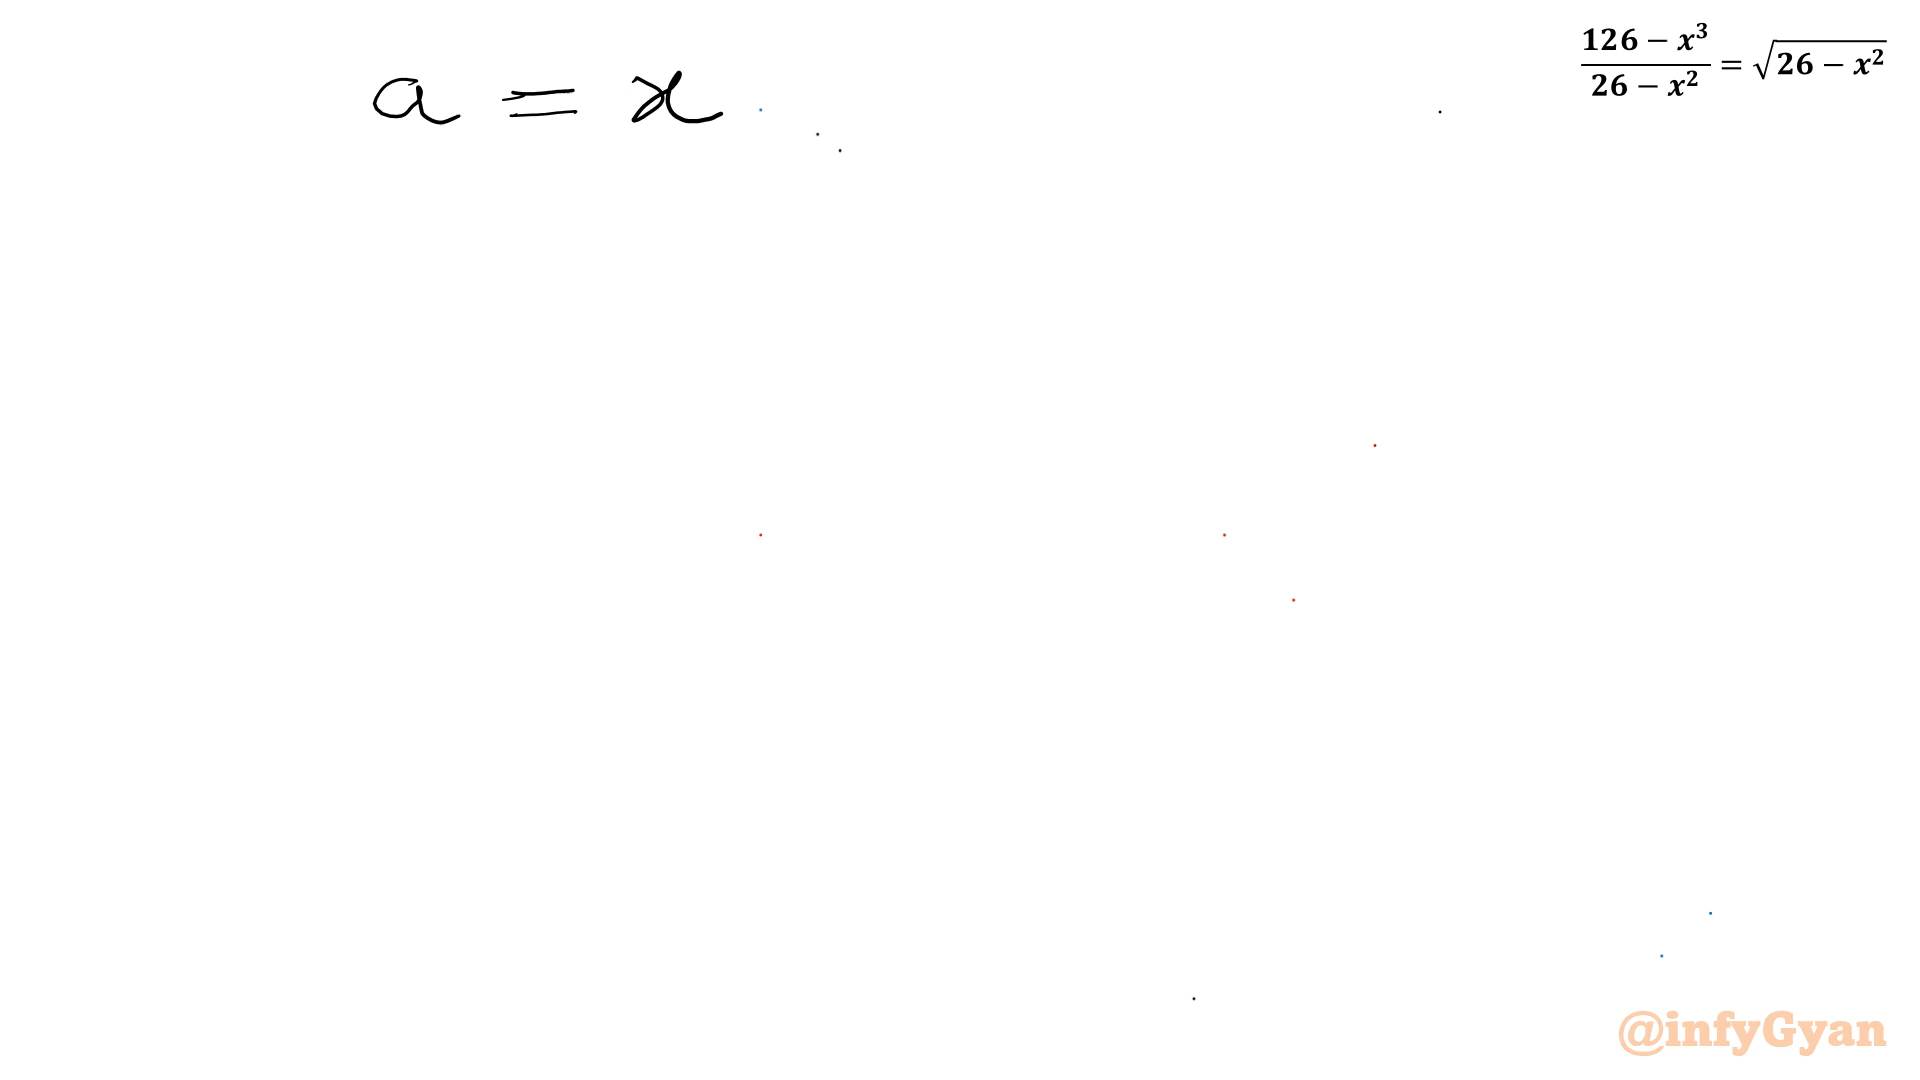 a = x
(126 − x³)/(26 − x²) = √(26 − x²)
@infyGyan